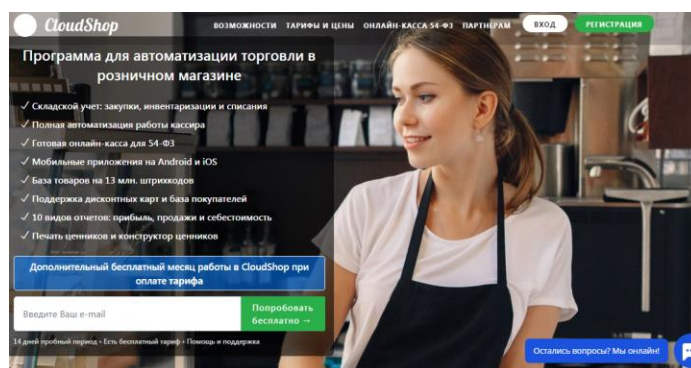 CloudShop
ВОЗМОЖНОСТИ ТАРИФЫ И ЦЕНЫ ОНЛАЙН-КАССА 54-ФЗ ПАРТНЕРАМ ВХОД РЕГИСТРАЦИЯ
Программа для автоматизации торговли в
розничном магазине
✓ Складской учет: закупки, инвентаризации и списания
✓ Полная автоматизация работы кассира
✓ Готовая онлайн-касса для 54-ФЗ
✓ Мобильные приложения на Android и iOS
✓ База товаров на 13 млн. штрихкодов
✓ Поддержка дисконтных карт и база покупателей
✓ 10 видов отчетов: прибыль, продажи и себестоимость
✓ Печать ценников и конструктор ценников
Дополнительный бесплатный месяц работы в CloudShop при
оплате тарифа
Введите Ваш e-mail
Попробовать
бесплатно →
14 дней пробный период • Есть бесплатный тариф • Помощь и поддержка
Остались вопросы? Мы онлайн!